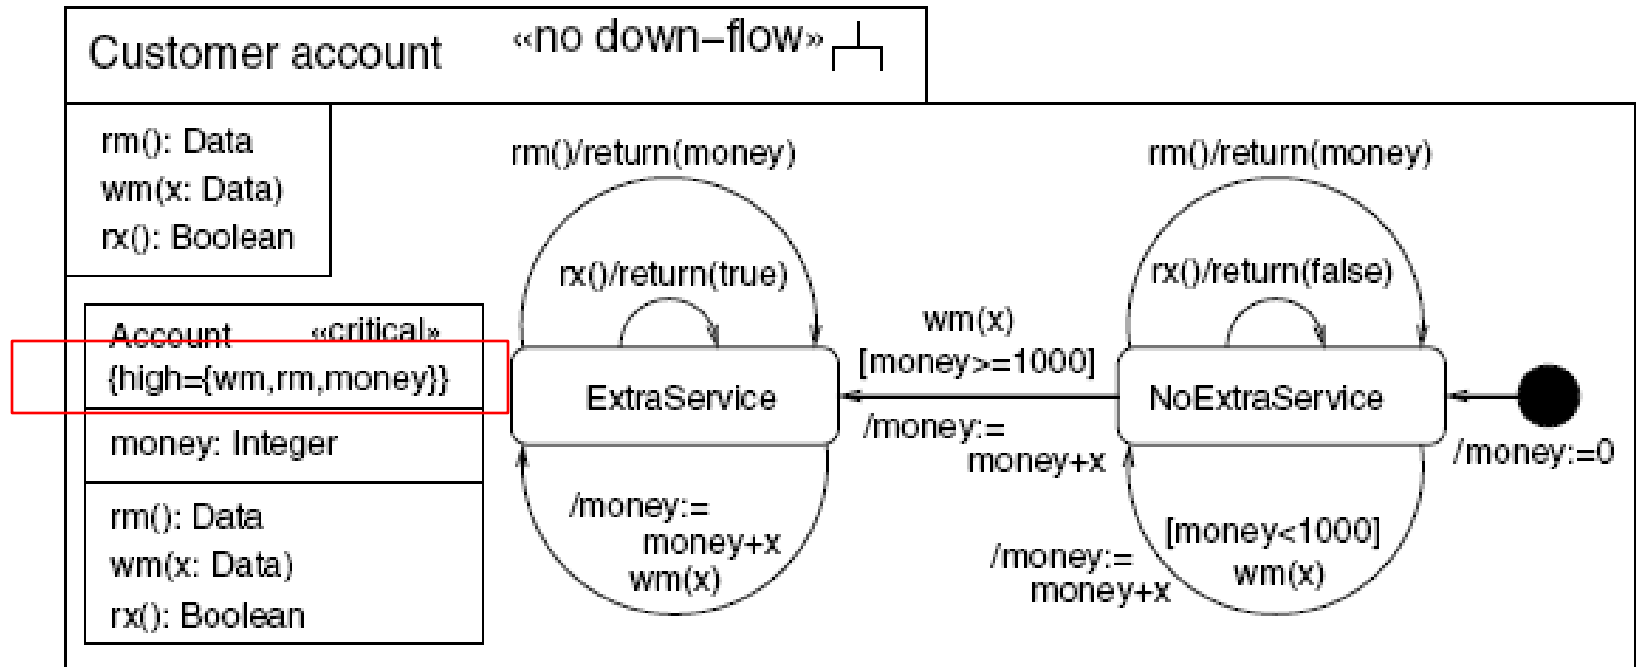 Customer account «no down–flow»
rm(): Data
wm(x: Data)
rx(): Boolean
Account «critical»
{high={wm,rm,money}}
money: Integer
rm(): Data
wm(x: Data)
rx(): Boolean
rm()/return(money)
rx()/return(true)
ExtraService
/money:=
money+x
wm(x)
wm(x)
[money>=1000]
/money:=
money+x
rm()/return(money)
rx()/return(false)
NoExtraService
[money<1000]
wm(x)
/money:=
money+x
/money:=0